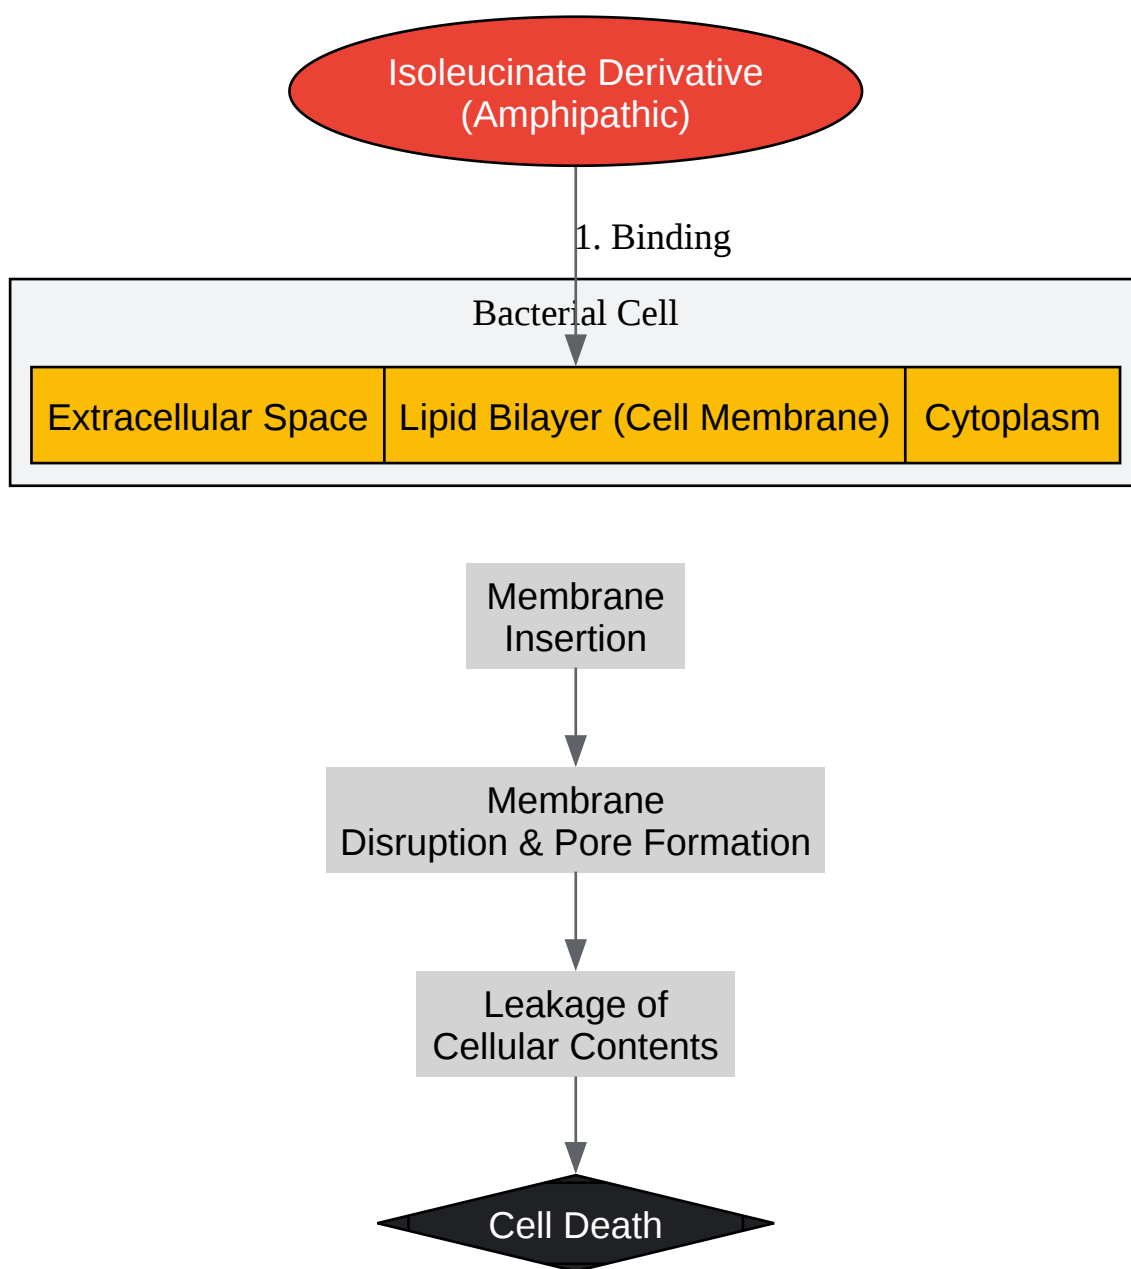 Isoleucinate Derivative
(Amphipathic)
1. Binding
Bacterial Cell
Extracellular Space
Lipid Bilayer (Cell Membrane)
Cytoplasm
Membrane
Insertion
Membrane
Disruption & Pore Formation
Leakage of
Cellular Contents
Cell Death